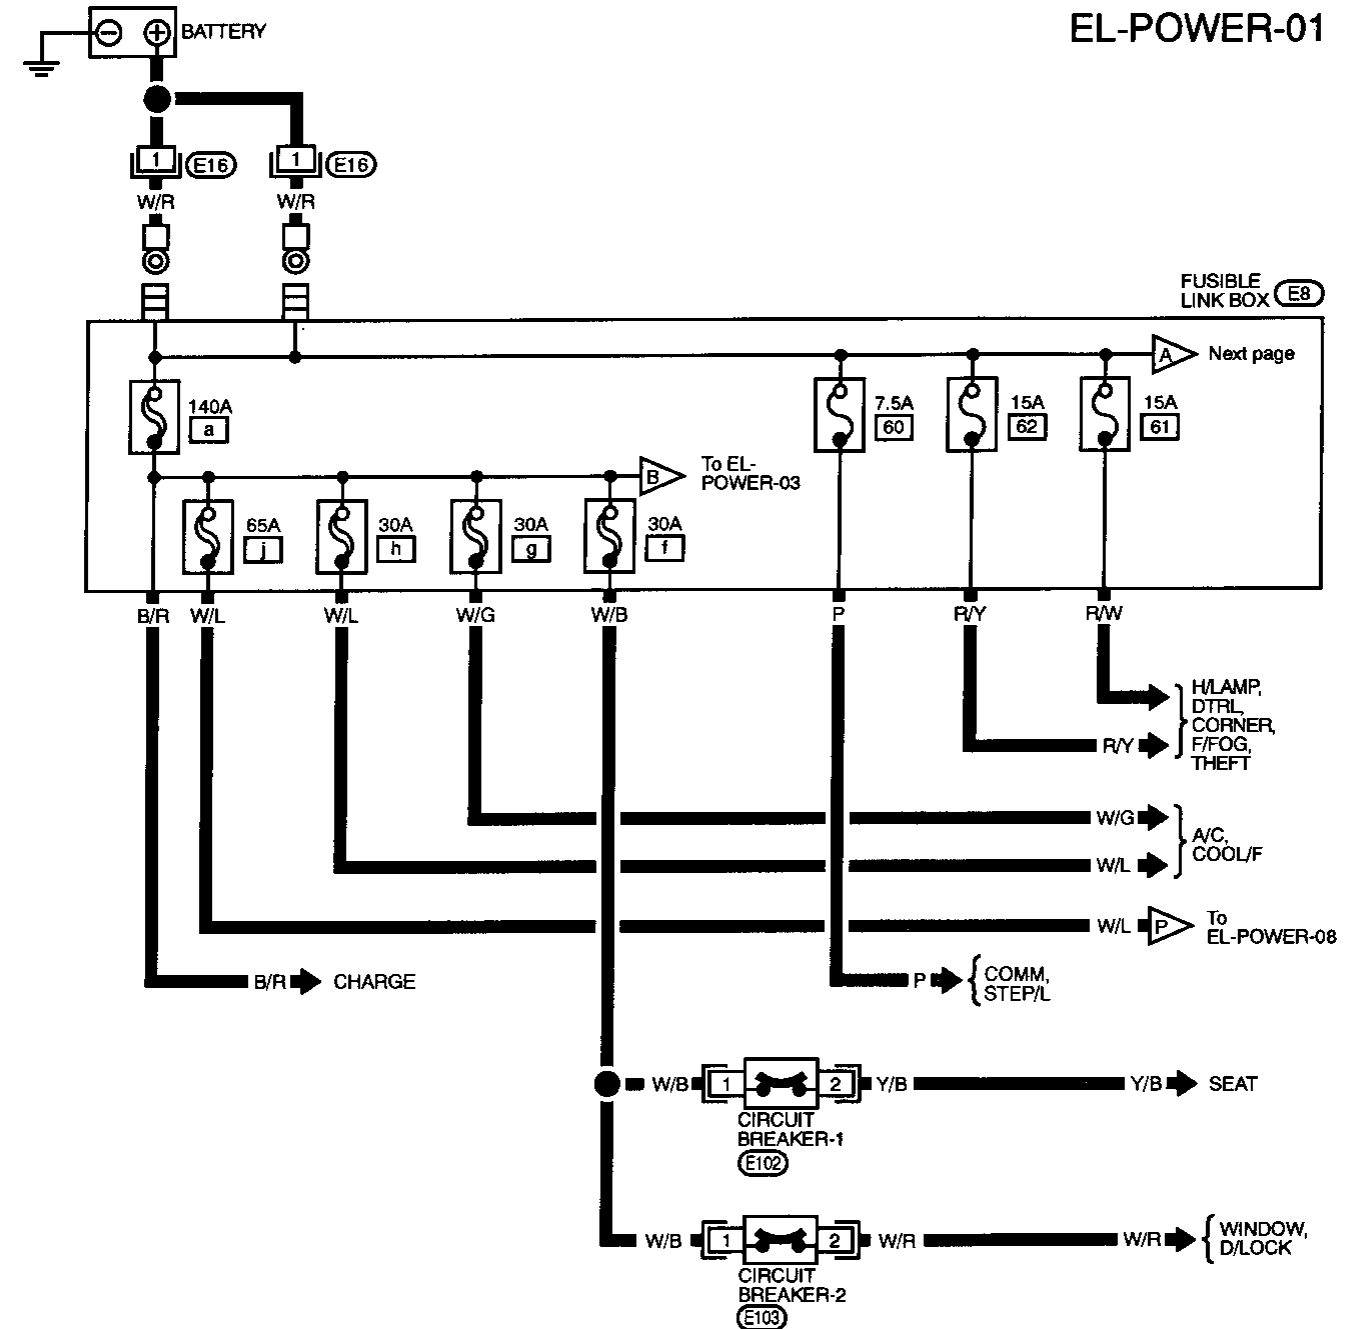 EL-POWER-01
BATTERY
1 E16 1 E16
W/R W/R
FUSIBLE
LINK BOX E8
A Next page
140A
a
7.5A
60
15A
62
15A
61
B To EL-
POWER-03
65A
j
30A
h
30A
g
30A
f
B/R W/L W/L W/G W/B P R/Y R/W
H/LAMP,
DTRL,
CORNER,
F/FOG,
THEFT
R/Y
W/G
W/L
A/C,
COOL/F
W/L P To
EL-POWER-08
B/R CHARGE
P COMM,
STEP/L
W/B 1 2 Y/B Y/B SEAT
CIRCUIT
BREAKER-1
E102
W/B 1 2 W/R W/R WINDOW,
D/LOCK
CIRCUIT
BREAKER-2
E103